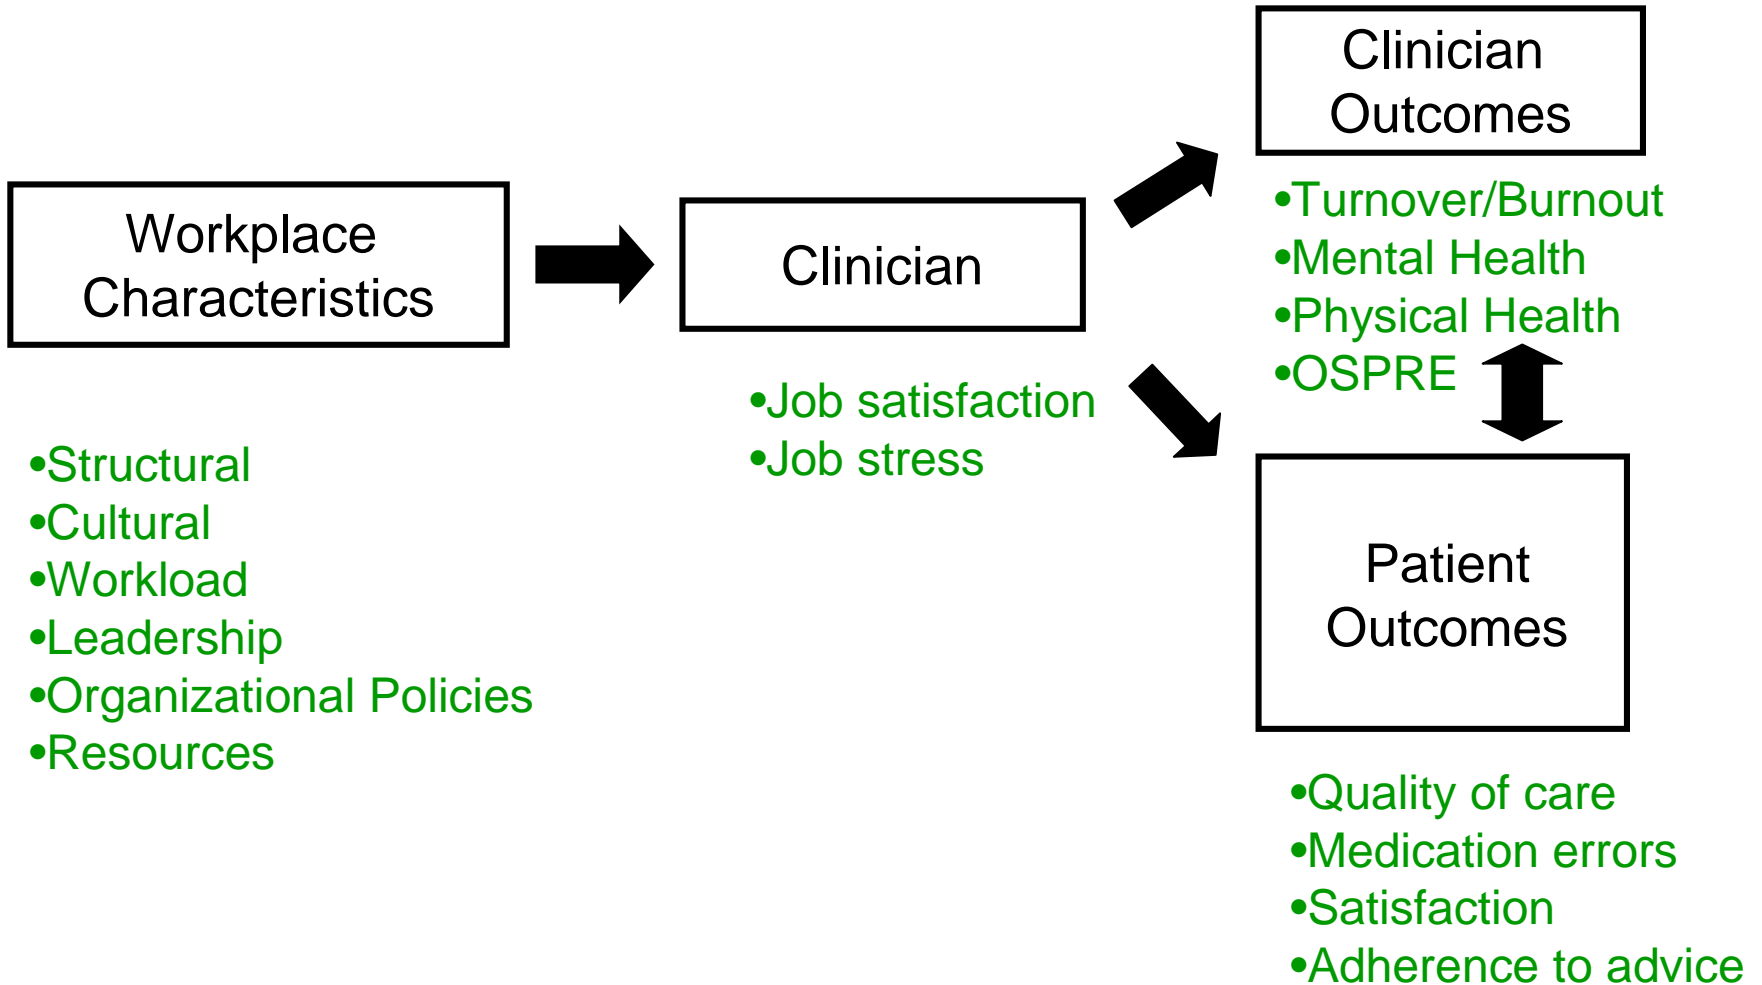 Workplace
Characteristics
•Structural
•Cultural
•Workload
•Leadership
•Organizational Policies
•Resources
Clinician
•Job satisfaction
•Job stress
Clinician
Outcomes
•Turnover/Burnout
•Mental Health
•Physical Health
•OSPRE
Patient
Outcomes
•Quality of care
•Medication errors
•Satisfaction
•Adherence to advice